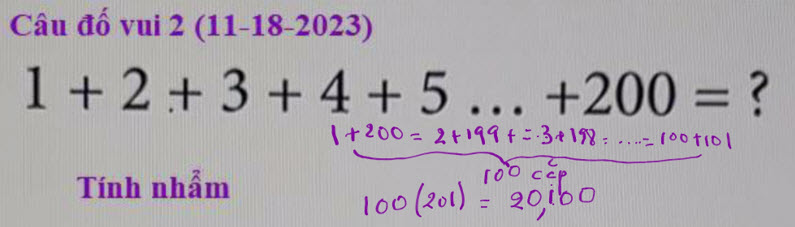 Câu đố vui 2 (11-18-2023)
1 + 2 + 3 + 4 + 5 ... +200 = ?
1+200 = 2+199 + = 3+198 = ....= 100+101
100 cặp
Tính nhẩm
100 (201) = 20,100